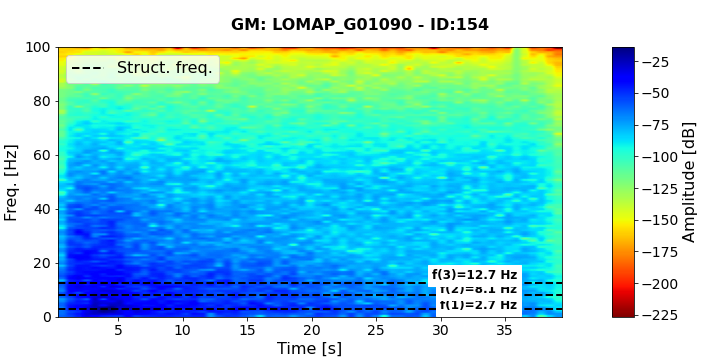 GM: LOMAP_G01090 - ID:154
100
80
60
40
20
0
Freq. [Hz]
Struct. freq.
f(3)=12.7 Hz
f(2)=8.1 Hz
f(1)=2.7 Hz
5
10
15
20
25
30
35
Time [s]
−25
−50
−75
−100
−125
−150
−175
−200
−225
Amplitude [dB]